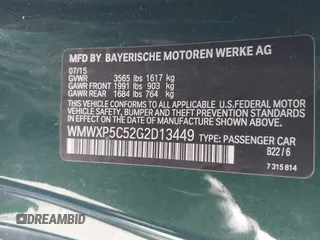 MFD BY BAYERISCHE MOTOREN WERKE AG
07/15
GVWR 3565 lbs 1617 kg
GAWR FRONT 1991 lbs 903 kg
GAWR REAR 1684 lbs 764 kg
THIS VEHICLE CONFORMS TO ALL APPLICABLE U.S. FEDERAL MOTOR
VEHICLE SAFETY, BUMPER AND THEFT PREVENTION STANDARDS IN
EFFECT ON THE DATE OF MANUFACTURE SHOWN ABOVE.
WMWXP5C52G2D13449 TYPE: PASSENGER CAR
B22/6
7 315 814
DREAMBID